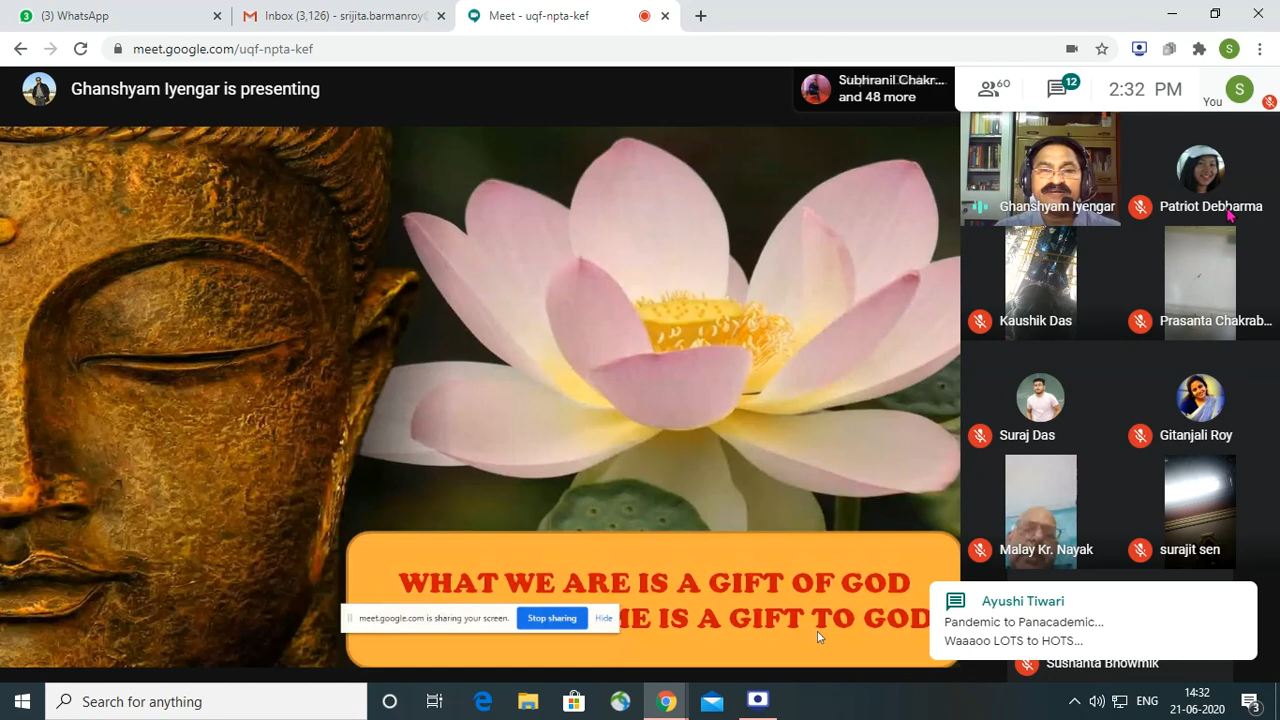 (3) WhatsApp
Inbox (3,126) - srijita.barmanroy@
Meet - uqf-npta-kef
meet.google.com/uqf-npta-kef
S
Ghanshyam Iyengar is presenting
Subhranil Chakr...
and 48 more
60
12
2:32 PM
You
S
Ghanshyam Iyengar
Patriot Debbarma
Kaushik Das
Prasanta Chakrab...
Suraj Das
Gitanjali Roy
Malay Kr. Nayak
surajit sen
WHAT WE ARE IS A GIFT OF GOD
ME IS A GIFT TO GOD
meet.google.com is sharing your screen.
Stop sharing
Hide
Ayushi Tiwari
Pandemic to Panacademic...
Waaaoo LOTS to HOTS...
Sushanta Bhowmik
Search for anything
ENG
14:32
21-06-2020
3